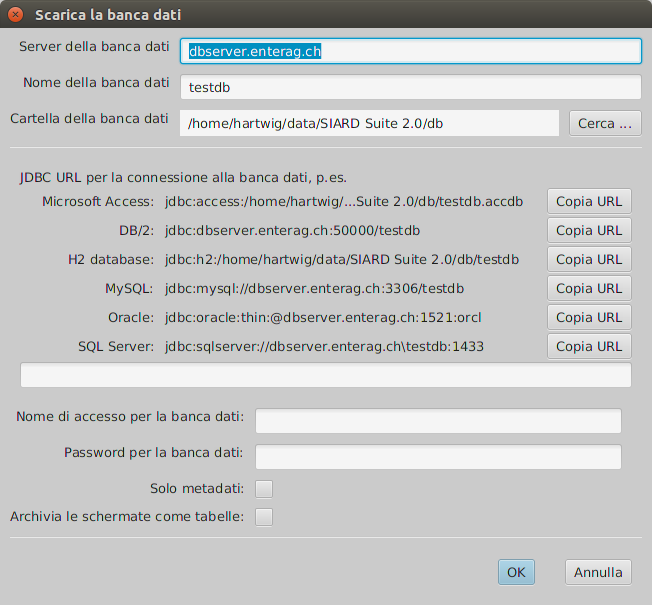 Scarica la banca dati
Server della banca dati dbserver.enterag.ch
Nome della banca dati testdb
Cartella della banca dati /home/hartwig/data/SIARD Suite 2.0/db Cerca ...
JDBC URL per la connessione alla banca dati, p.es.
Microsoft Access: jdbc:access:/home/hartwig/...Suite 2.0/db/testdb.accdb Copia URL
DB/2: jdbc:dbserver.enterag.ch:50000/testdb Copia URL
H2 database: jdbc:h2:/home/hartwig/data/SIARD Suite 2.0/db/testdb Copia URL
MySQL: jdbc:mysql://dbserver.enterag.ch:3306/testdb Copia URL
Oracle: jdbc:oracle:thin:@dbserver.enterag.ch:1521:orcl Copia URL
SQL Server: jdbc:sqlserver://dbserver.enterag.ch\testdb:1433 Copia URL
Nome di accesso per la banca dati:
Password per la banca dati:
Solo metadati:
Archivia le schermate come tabelle:
OK Annulla